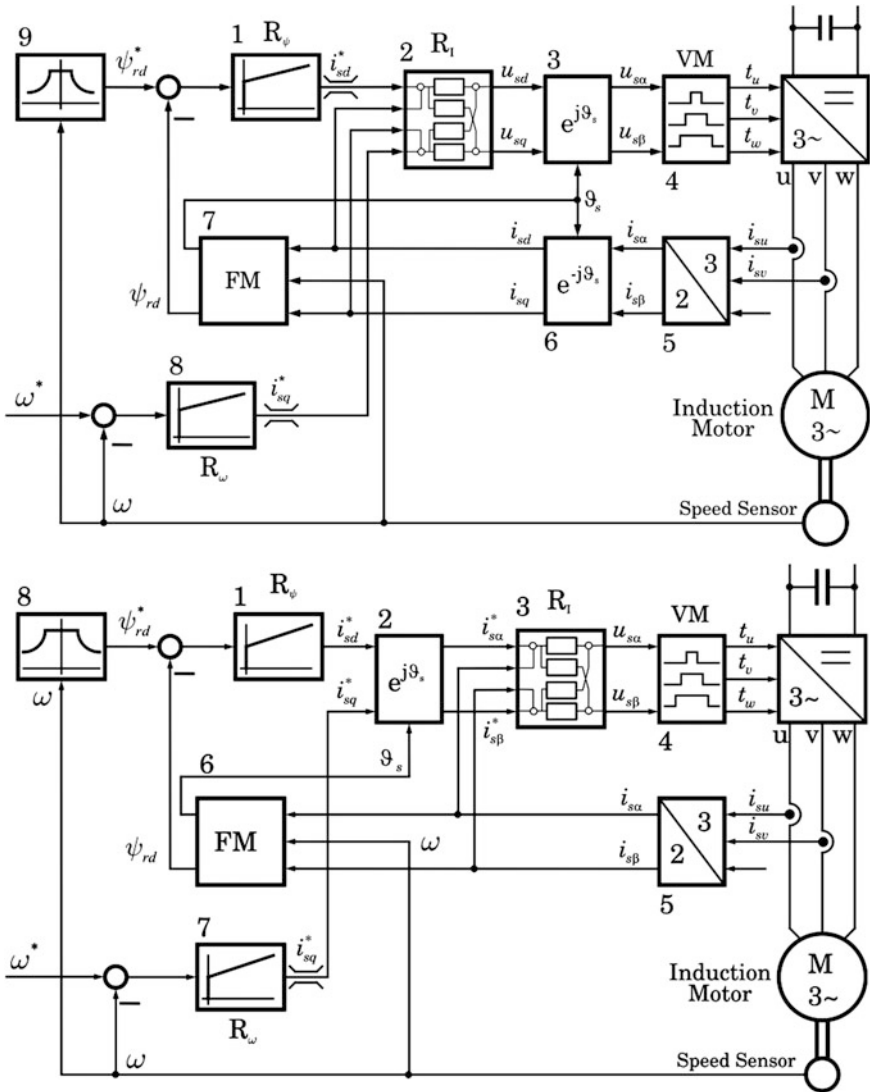 9 ψ*rd 1 Rψ i*sd 2 RI usd 3 usα VM tu
usq ejϑs usβ tv
tw 3~
4 u v w
7 ϑs
FM isd isα 3 isu
ψrd isq e-jϑs isβ 2 isv
6 5
8
ω* i*sq
Rω
ω
Induction
Motor
M
3~
Speed Sensor
8 ψ*rd 1 Rψ i*sd 2 i*sα 3 RI usα VM tu
ω i*sq ejϑs i*sβ usβ tv
tw 3~
4 u v w
6 ϑs
FM isα 3 isu
ψrd ω isβ 2 isv
5
7
ω* i*sq
Rω
ω
Induction
Motor
M
3~
Speed Sensor